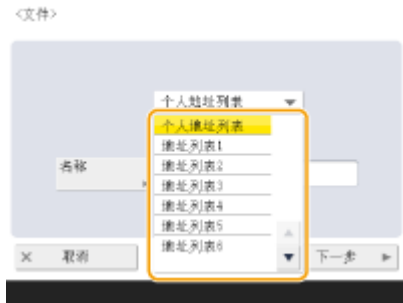 <文件>
个人地址列表
个人地址列表
地址列表1
地址列表2
名称
地址列表3
地址列表4
地址列表5
地址列表6
× 取消
下一步